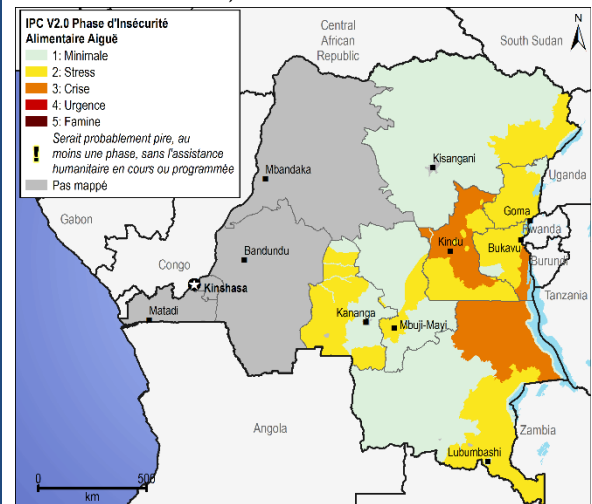 IPC V2.0 Phase d'Insécurité
Alimentaire Aiguë
1: Minimale
2: Stress
3: Crise
4: Urgence
5: Famine
! Serait probablement pire, au
moins une phase, sans l'assistance
humanitaire en cours ou programmée
Pas mappé
Central
African
Republic
South Sudan
N
Kisangani
Mbandaka
Uganda
Gabon
Goma
Rwanda
Congo
Bandundu
Kindu
Bukavu
Burundi
Kinshasa
Tanzania
Matadi
Kananga
Mbuji-Mayi
Angola
Zambia
Lubumbashi
0 500
km